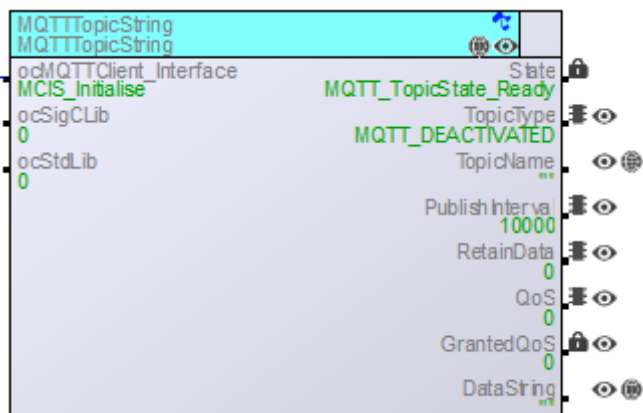 MQTTTopicString
MQTTTopicString
ocMQTTClient_Interface State
MCIS_Initialise MQTT_TopicState_Ready
ocSigCLib TopicType
0 MQTT_DEACTIVATED
ocStdLib TopicName
0 ""
PublishInterval
10000
RetainData
0
QoS
0
GrantedQoS
0
DataString
""